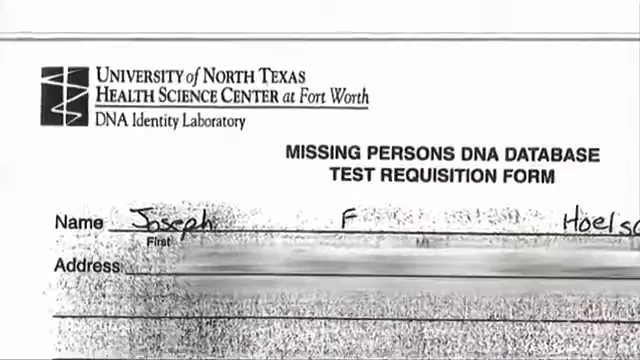 UNIVERSITY of NORTH TEXAS
HEALTH SCIENCE CENTER at Fort Worth
DNA Identity Laboratory
MISSING PERSONS DNA DATABASE
TEST REQUISITION FORM
Name Joseph F Hoelsc
First
Address